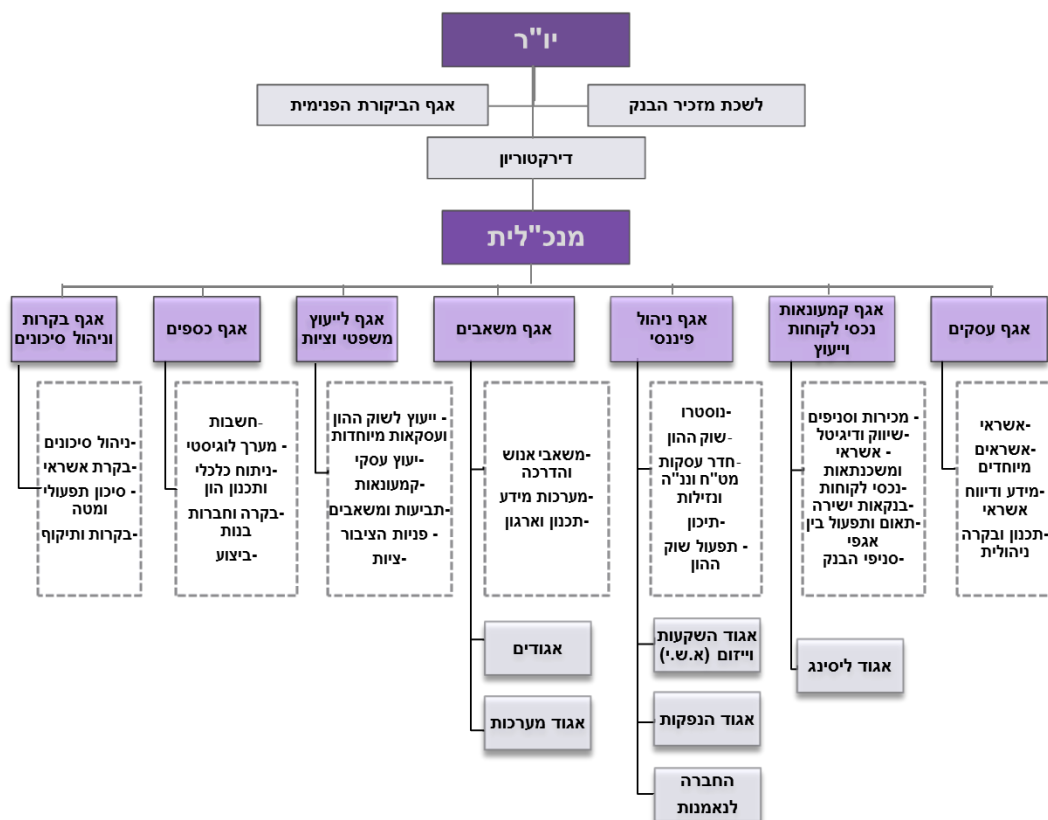 יו"ר
לשכת מזכיר הבנק
אגף הביקורת הפנימית
דירקטוריון
מנכ"לית
אגף עסקים
-אשראי
-אשראים
מיוחדים
-מידע ודיווח
אשראי
-תכנון ובקרה
ניהולית
אגף קמעונאות
נכסי לקוחות
וייעוץ
- מכירות וסניפים
-שיווק ודיגיטל
- אשראי
ומשכנתאות
-נכסי לקוחות
-בנקאות ישירה
-תאום ותפעול בין
אגפי
-סניפי הבנק
אגוד ליסינג
אגף ניהול
פיננסי
-נוסטרו
-שוק ההון
-חדר עסקות
מט"ח וננ"ה
ונזילות
-תיכון
- תפעול שוק
ההון
אגוד השקעות
וייזום (א.ש.י)
אגוד הנפקות
החברה
לנאמנות
אגף משאבים
-משאבי אנוש
והדרכה
-מערכות מידע
-תכנון וארגון
אגודים
אגוד מערכות
אגף לייעוץ
משפטי וציות
- ייעוץ לשוק ההון
ועסקאות מיוחדות
-יעוץ עסקי
-קמעונאות
-תביעות ומשאבים
- פניות הציבור
-ציות
אגף כספים
-חשבות
- מערך לוגיסטי
-ניתוח כלכלי
ותכנון הון
-בקרה וחברות
בנות
-ביצוע
אגף בקרות
וניהול סיכונים
-ניהול סיכונים
-בקרת אשראי
- סיכון תפעולי
ומטה
-בקרות ותיקוף